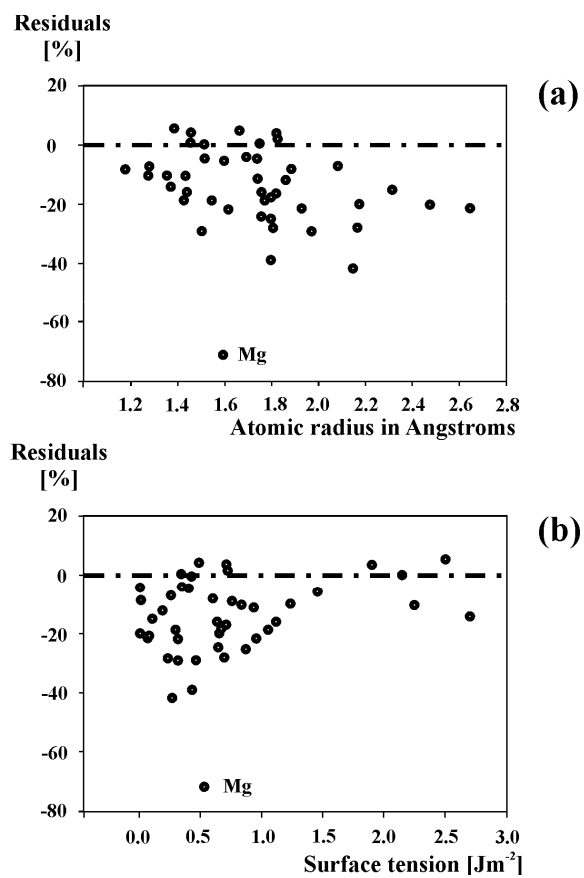 Residuals
[%]
(a)
20
0
-20
-40
-60
-80
Mg
1.2 1.4 1.6 1.8 2.0 2.2 2.4 2.6 2.8
Atomic radius in Angstroms
Residuals
[%]
(b)
20
0
-20
-40
-60
-80
Mg
0.0 0.5 1.0 1.5 2.0 2.5 3.0
Surface tension [Jm-2]